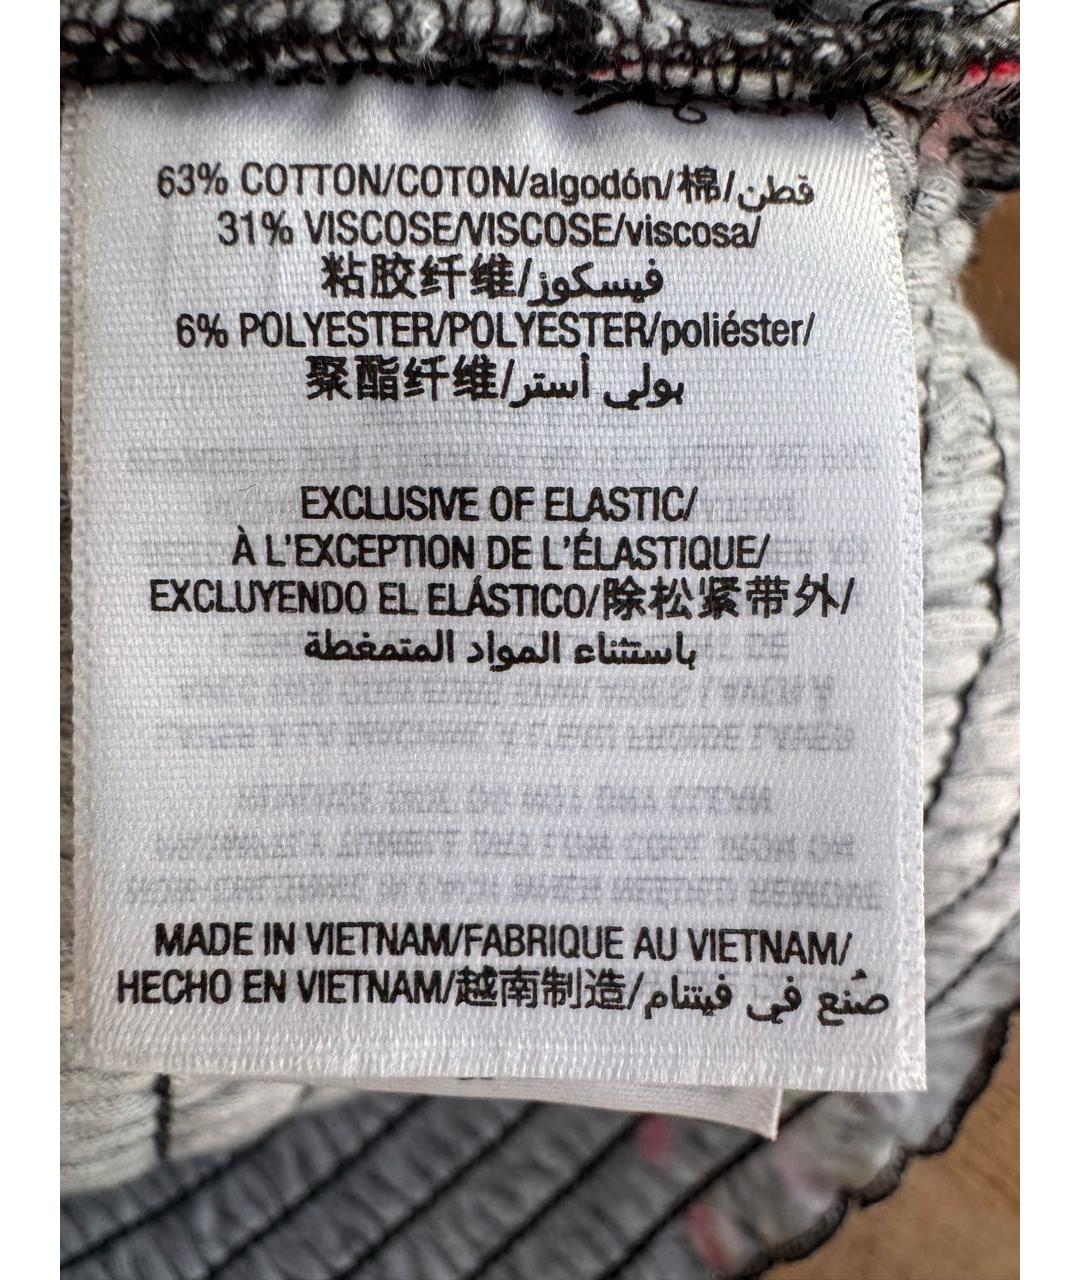 63% COTTON/COTON/algodón/棉/قطن
31% VISCOSE/VISCOSE/viscosa/
粘胶纤维/فيسكوز
6% POLYESTER/POLYESTER/poliéster/
聚酯纤维/بولي أستر
EXCLUSIVE OF ELASTIC/
À L'EXCEPTION DE L'ÉLASTIQUE/
EXCLUYENDO EL ELÁSTICO/除松紧带外/
باستثناء المواد المتمغطة
MADE IN VIETNAM/FABRIQUE AU VIETNAM/
HECHO EN VIETNAM/越南制造/صُنع في فيتنام